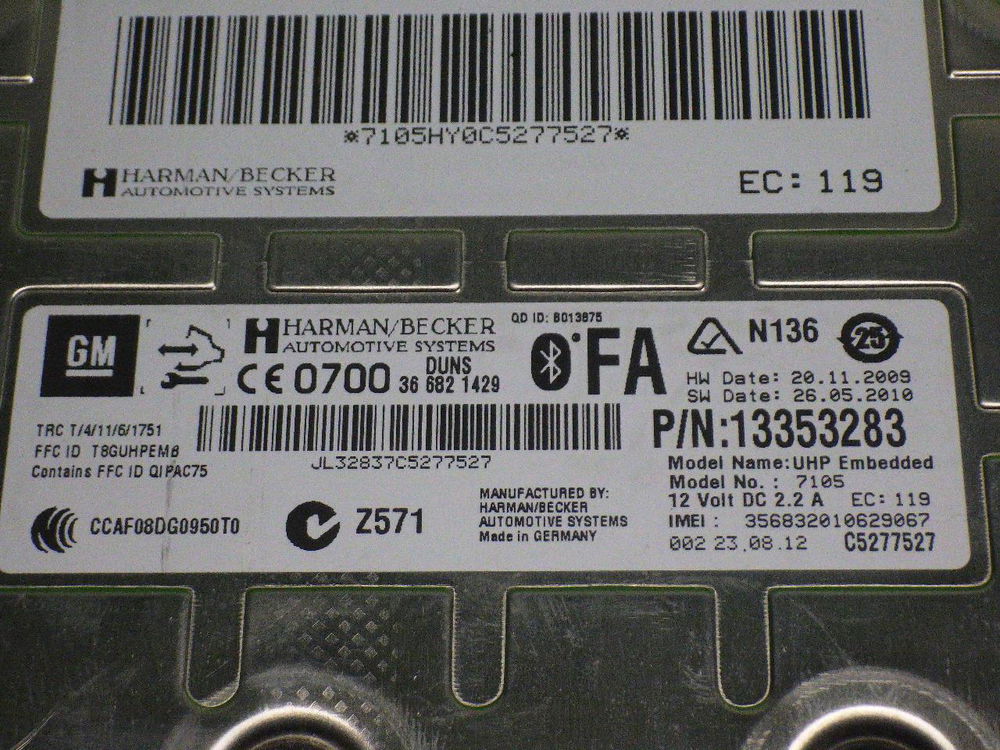 *7105HY0C5277527*
HARMAN/BECKER
AUTOMOTIVE SYSTEMS
EC: 119
GM
HARMAN/BECKER
AUTOMOTIVE SYSTEMS
CE 0700
DUNS
36 682 1429
QD ID: B013875
FA
N136
25
HW Date: 20.11.2009
SW Date: 26.05.2010
P/N:13353283
TRC T/4/11/6/1751
FFC ID T8GUHPEMB
Contains FFC ID QIPAC75
JL32837C5277527
Model Name:UHP Embedded
Model No.: 7105
12 Volt DC 2.2 A EC: 119
IMEI: 356832010629067
002 23.08.12 C5277527
CCAF08DG0950T0
Z571
MANUFACTURED BY:
HARMAN/BECKER
AUTOMOTIVE SYSTEMS
Made in GERMANY